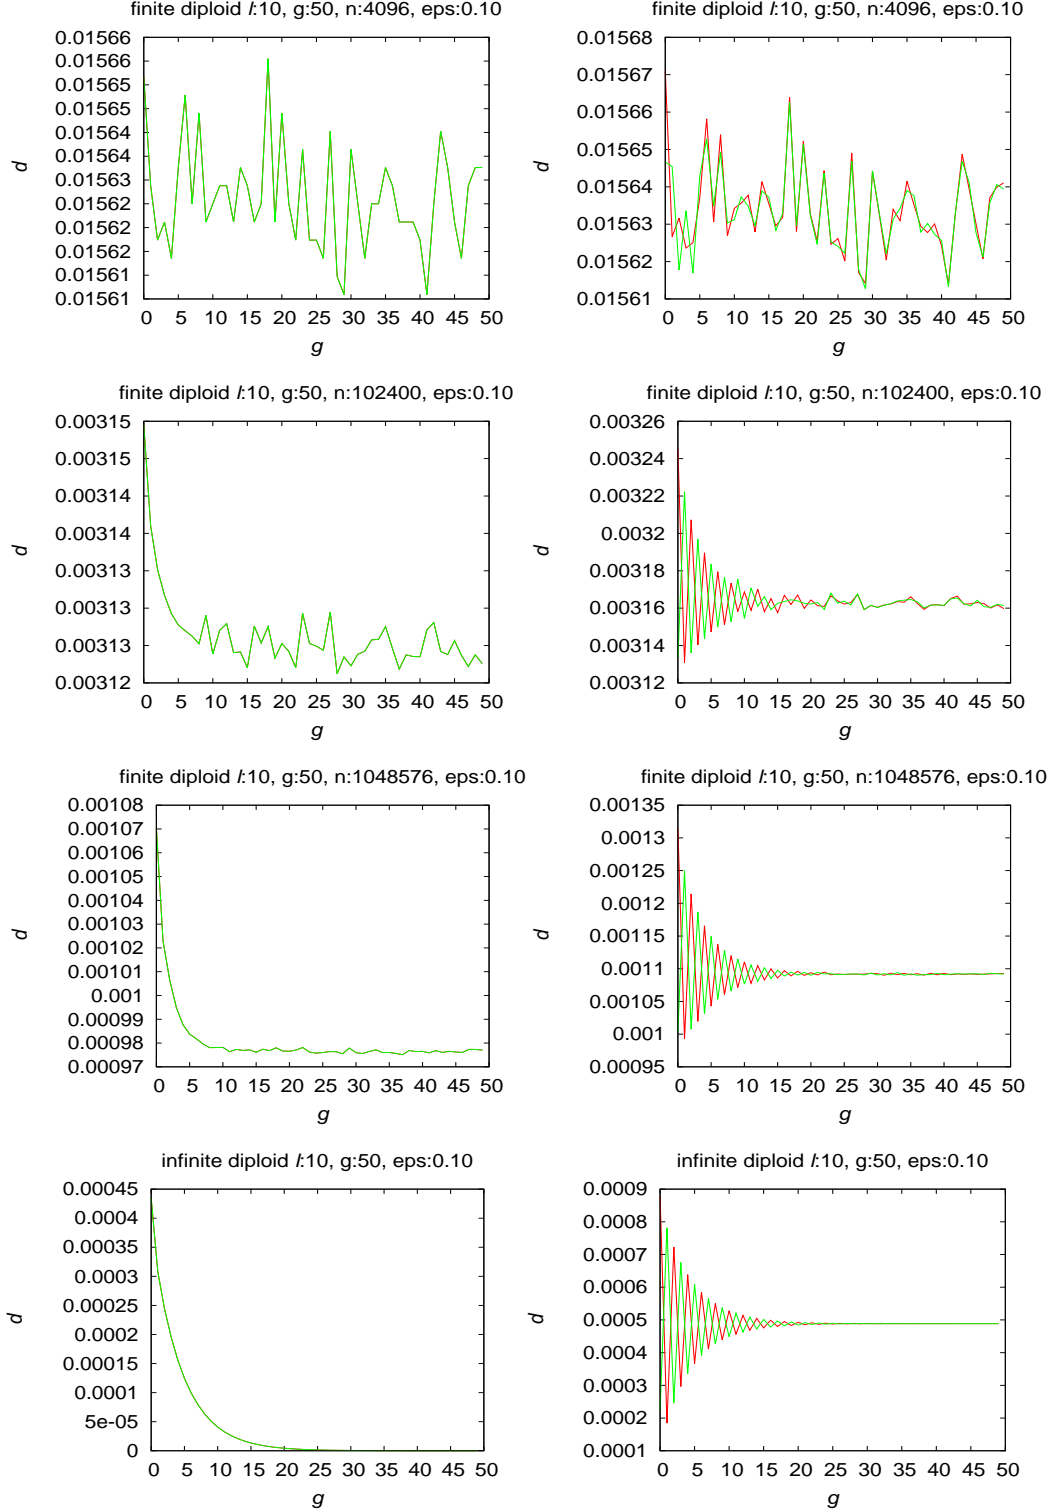 finite diploid l:10, g:50, n:4096, eps:0.10
0.01566
0.01566
0.01565
0.01565
0.01564
0.01564
0.01563
0.01563
0.01562
0.01562
0.01561
0.01561
d
0 5 10 15 20 25 30 35 40 45 50
g
finite diploid l:10, g:50, n:4096, eps:0.10
0.01568
0.01567
0.01566
0.01565
0.01564
0.01563
0.01562
0.01561
d
0 5 10 15 20 25 30 35 40 45 50
g
finite diploid l:10, g:50, n:102400, eps:0.10
0.00315
0.00315
0.00314
0.00314
0.00313
0.00313
0.00313
0.00312
d
0 5 10 15 20 25 30 35 40 45 50
g
finite diploid l:10, g:50, n:102400, eps:0.10
0.00326
0.00324
0.00322
0.0032
0.00318
0.00316
0.00314
0.00312
d
0 5 10 15 20 25 30 35 40 45 50
g
finite diploid l:10, g:50, n:1048576, eps:0.10
0.00108
0.00107
0.00106
0.00105
0.00104
0.00103
0.00102
0.00101
0.001
0.00099
0.00098
0.00097
d
0 5 10 15 20 25 30 35 40 45 50
g
finite diploid l:10, g:50, n:1048576, eps:0.10
0.00135
0.0013
0.00125
0.0012
0.00115
0.0011
0.00105
0.001
0.00095
d
0 5 10 15 20 25 30 35 40 45 50
g
infinite diploid l:10, g:50, eps:0.10
0.00045
0.0004
0.00035
0.0003
0.00025
0.0002
0.00015
0.0001
5e-05
0
d
0 5 10 15 20 25 30 35 40 45 50
g
infinite diploid l:10, g:50, eps:0.10
0.0009
0.0008
0.0007
0.0006
0.0005
0.0004
0.0003
0.0002
0.0001
d
0 5 10 15 20 25 30 35 40 45 50
g